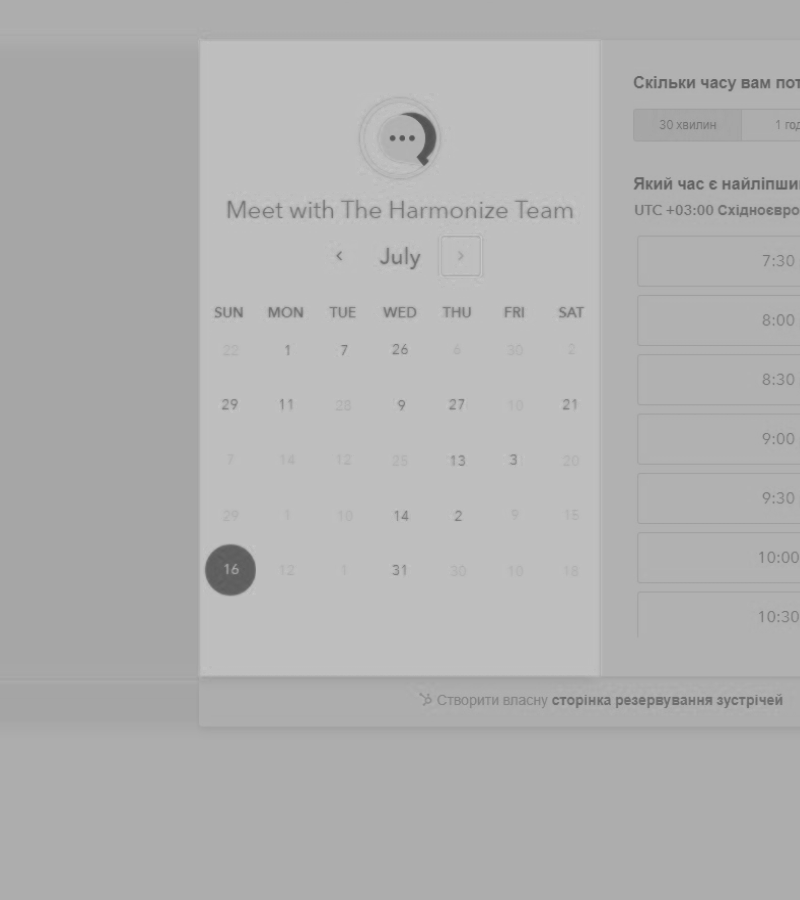 Meet with The Harmonize Team
July
SUN MON TUE WED THU FRI SAT
22 1 7 26 6 30 2
29 11 28 9 27 10 21
7 14 12 25 13 3 20
29 1 10 14 2 9 15
16 12 1 31 30 10 18
Скільки часу вам пот
30 хвилин 1 год
Який час є найліпши
UTC +03:00 Східноєвро
7:30
8:00
8:30
9:00
9:30
10:00
10:30
Створити власну сторінка резервування зустрічей